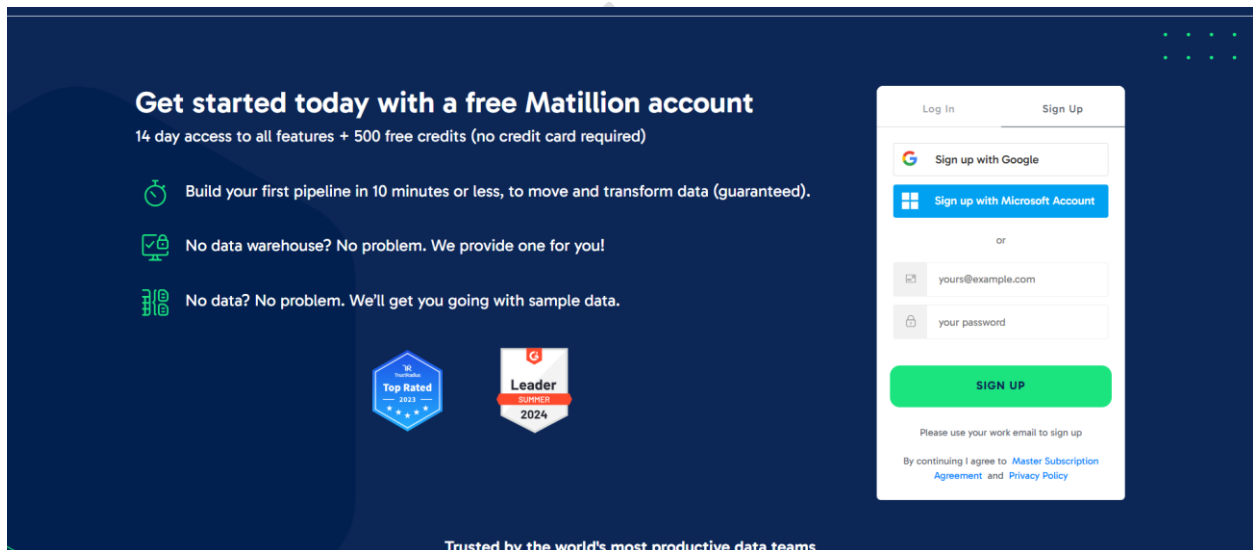 Get started today with a free Matillion account
14 day access to all features + 500 free credits (no credit card required)
Build your first pipeline in 10 minutes or less, to move and transform data (guaranteed).
No data warehouse? No problem. We provide one for you!
No data? No problem. We'll get you going with sample data.
TrustRadius
Top Rated
2023
Leader
SUMMER
2024
Log In
Sign Up
Sign up with Google
Sign up with Microsoft Account
or
yours@example.com
your password
SIGN UP
Please use your work email to sign up
By continuing I agree to Master Subscription
Agreement and Privacy Policy
Trusted by the world's most productive data teams